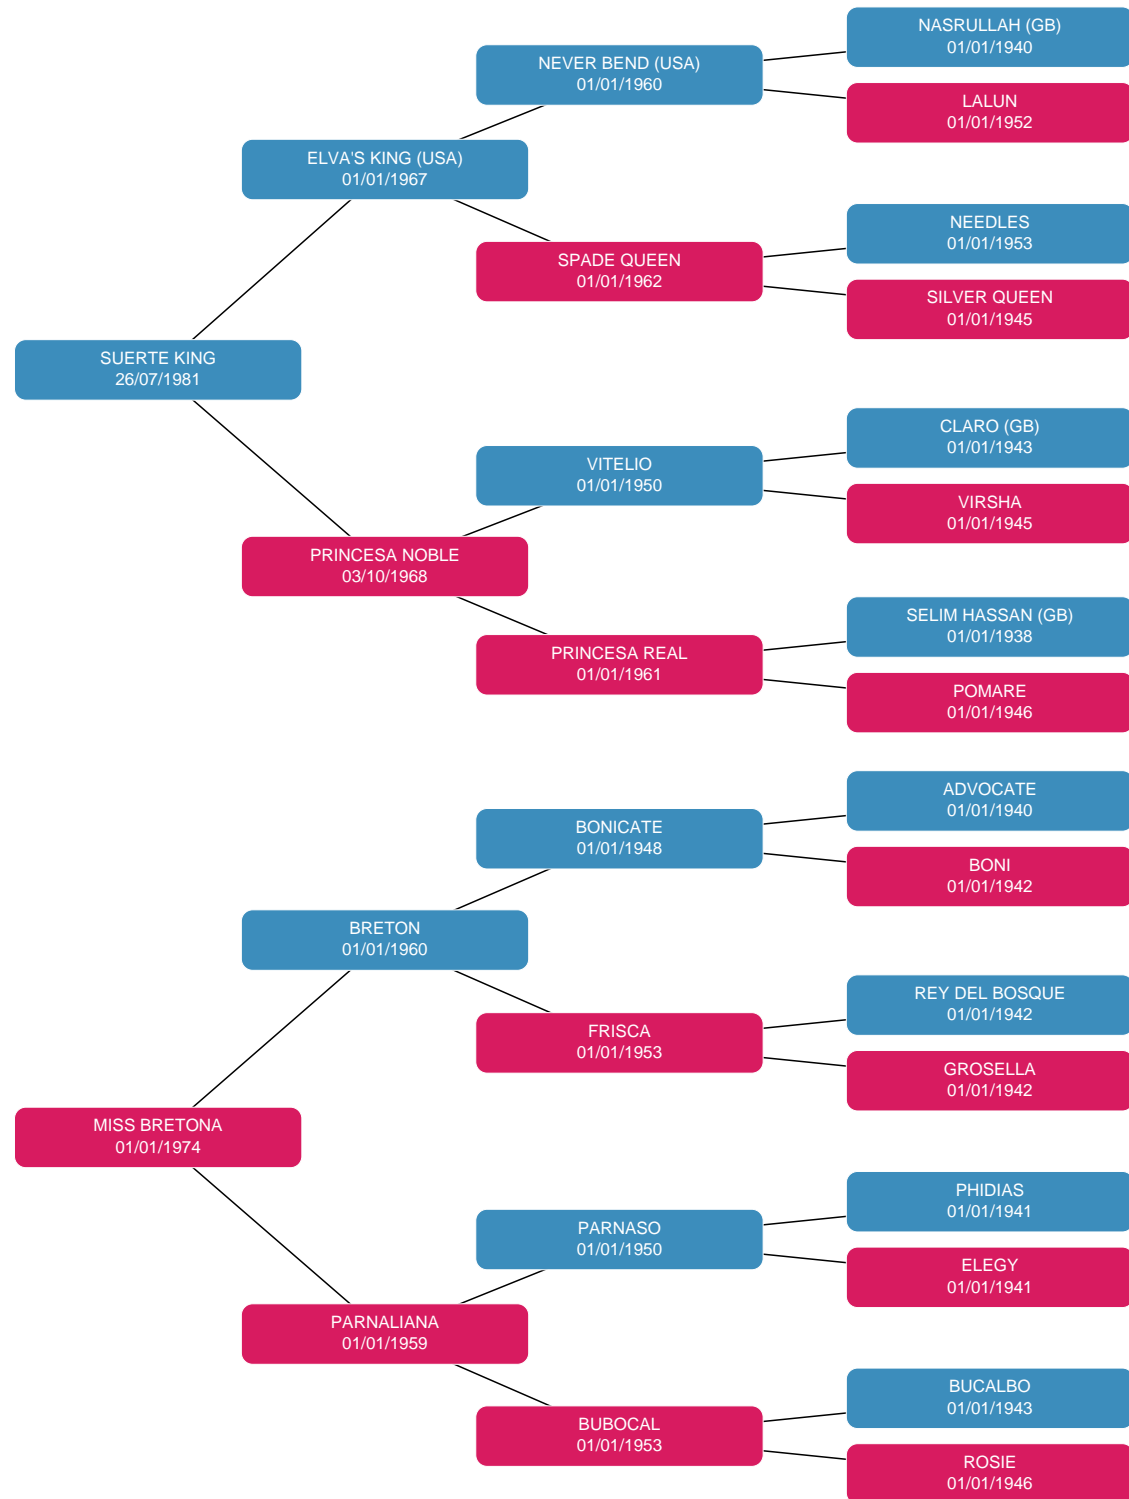 NASRULLAH (GB)
01/01/1940
NEVER BEND (USA)
01/01/1960
LALUN
01/01/1952
ELVA'S KING (USA)
01/01/1967
NEEDLES
01/01/1953
SPADE QUEEN
01/01/1962
SILVER QUEEN
01/01/1945
SUERTE KING
26/07/1981
CLARO (GB)
01/01/1943
VITELIO
01/01/1950
VIRSHA
01/01/1945
PRINCESA NOBLE
03/10/1968
SELIM HASSAN (GB)
01/01/1938
PRINCESA REAL
01/01/1961
POMARE
01/01/1946
ADVOCATE
01/01/1940
BONICATE
01/01/1948
BONI
01/01/1942
BRETON
01/01/1960
REY DEL BOSQUE
01/01/1942
FRISCA
01/01/1953
GROSELLA
01/01/1942
MISS BRETONA
01/01/1974
PHIDIAS
01/01/1941
PARNASO
01/01/1950
ELEGY
01/01/1941
PARNALIANA
01/01/1959
BUCALBO
01/01/1943
BUBOCAL
01/01/1953
ROSIE
01/01/1946